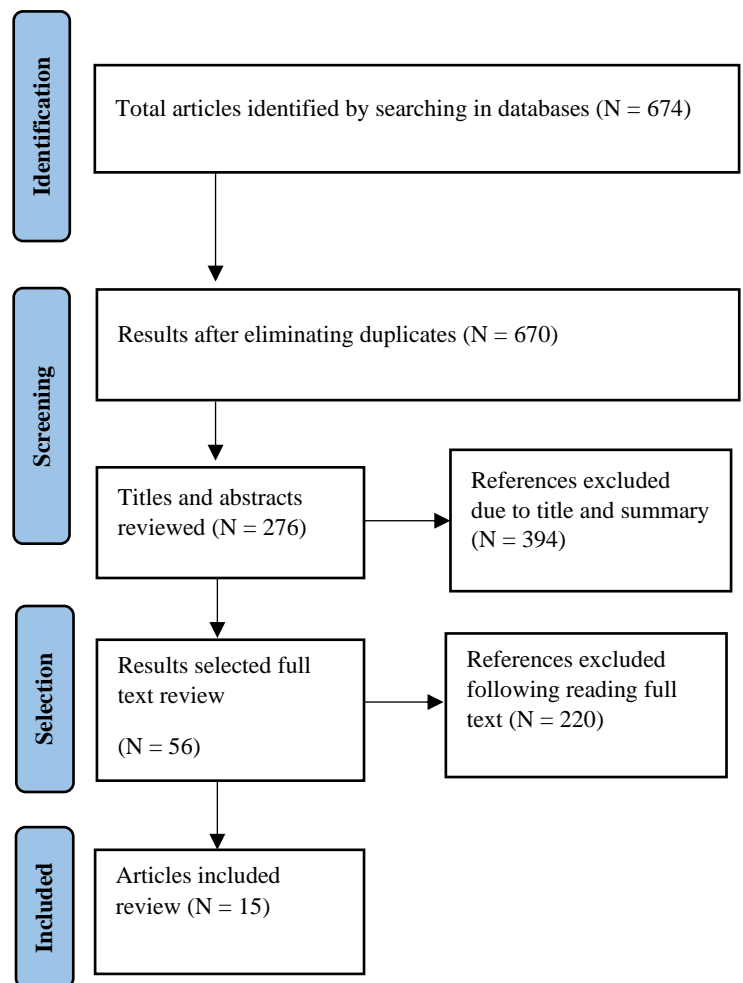 Identification
Total articles identified by searching in databases (N = 674)
Screening
Results after eliminating duplicates (N = 670)
Titles and abstracts
reviewed (N = 276)
References excluded
due to title and summary
(N = 394)
Selection
Results selected full
text review
(N = 56)
References excluded
following reading full
text (N = 220)
Included
Articles included
review (N = 15)